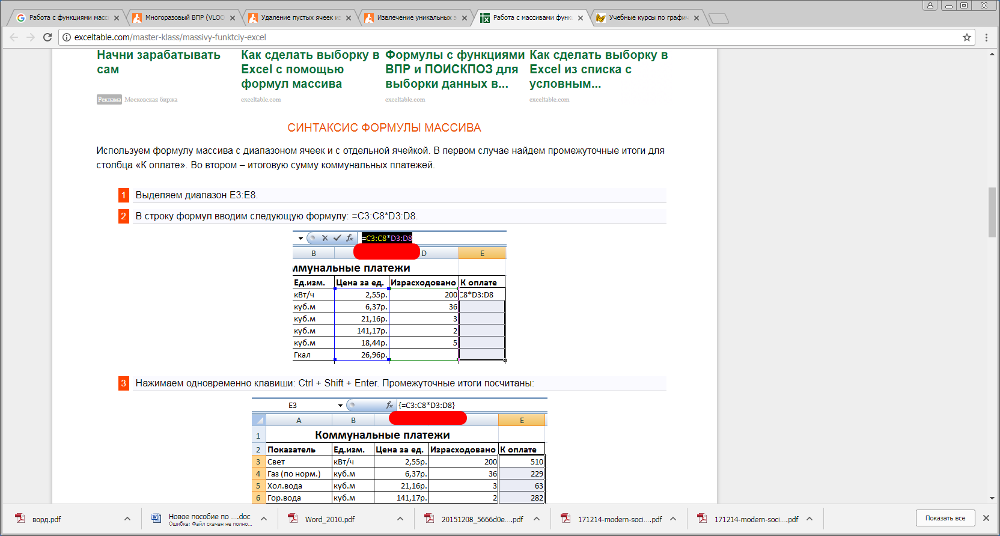 Работа с функциями масс
Многоразовый ВПР (VLOO
Удаление пустых ячеек из
Извлечение уникальных э
Работа с массивами функ
Учебные курсы по графич
exceltable.com/master-klass/massivy-funktciy-excel
Начни зарабатывать сам
Реклама Московская биржа
Как сделать выборку в Excel с помощью формул массива
exceltable.com
Формулы с функциями ВПР и ПОИСКПОЗ для выборки данных в...
exceltable.com
Как сделать выборку в Excel из списка с условным...
exceltable.com
СИНТАКСИС ФОРМУЛЫ МАССИВА
Используем формулу массива с диапазоном ячеек и с отдельной ячейкой. В первом случае найдем промежуточные итоги для
столбца «К оплате». Во втором – итоговую сумму коммунальных платежей.
1 Выделяем диапазон E3:E8.
2 В строку формул вводим следующую формулу: =C3:C8*D3:D8.
fx =C3:C8*D3:D8
B D E
ммунальные платежи
Ед.изм. Цена за ед. Израсходовано К оплате
кВт/ч 2,55р. 200 C8*D3:D8
куб.м 6,37р. 36
куб.м 21,16р. 3
куб.м 141,17р. 2
куб.м 18,44р. 5
Гкал 26,96р.
3 Нажимаем одновременно клавиши: Ctrl + Shift + Enter. Промежуточные итоги посчитаны:
E3 fx {=C3:C8*D3:D8}
A B E
1 Коммунальные платежи
2 Показатель Ед.изм. Цена за ед. Израсходовано К оплате
3 Свет кВт/ч 2,55р. 200 510
4 Газ (по норм.) куб.м 6,37р. 36 229
5 Хол.вода куб.м 21,16р. 3 63
6 Гор.вода куб.м 141,17р. 2 282
ворд.pdf
Новое пособие по ....doc
Ошибка: Файл скачан не полно...
Word_2010.pdf
20151208_5666d0e....pdf
171214-modern-soci....pdf
171214-modern-soci....pdf
Показать все